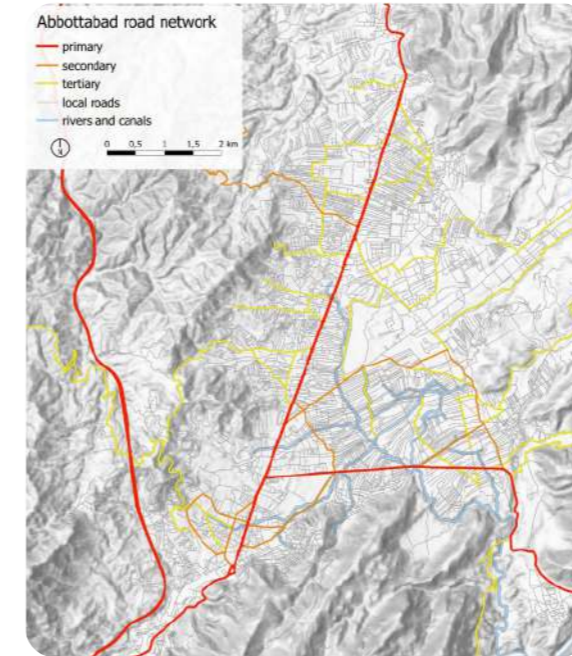 Abbottabad road network
primary
secondary
tertiary
local roads
rivers and canals
N
0 0,5 1 1,5 2 km